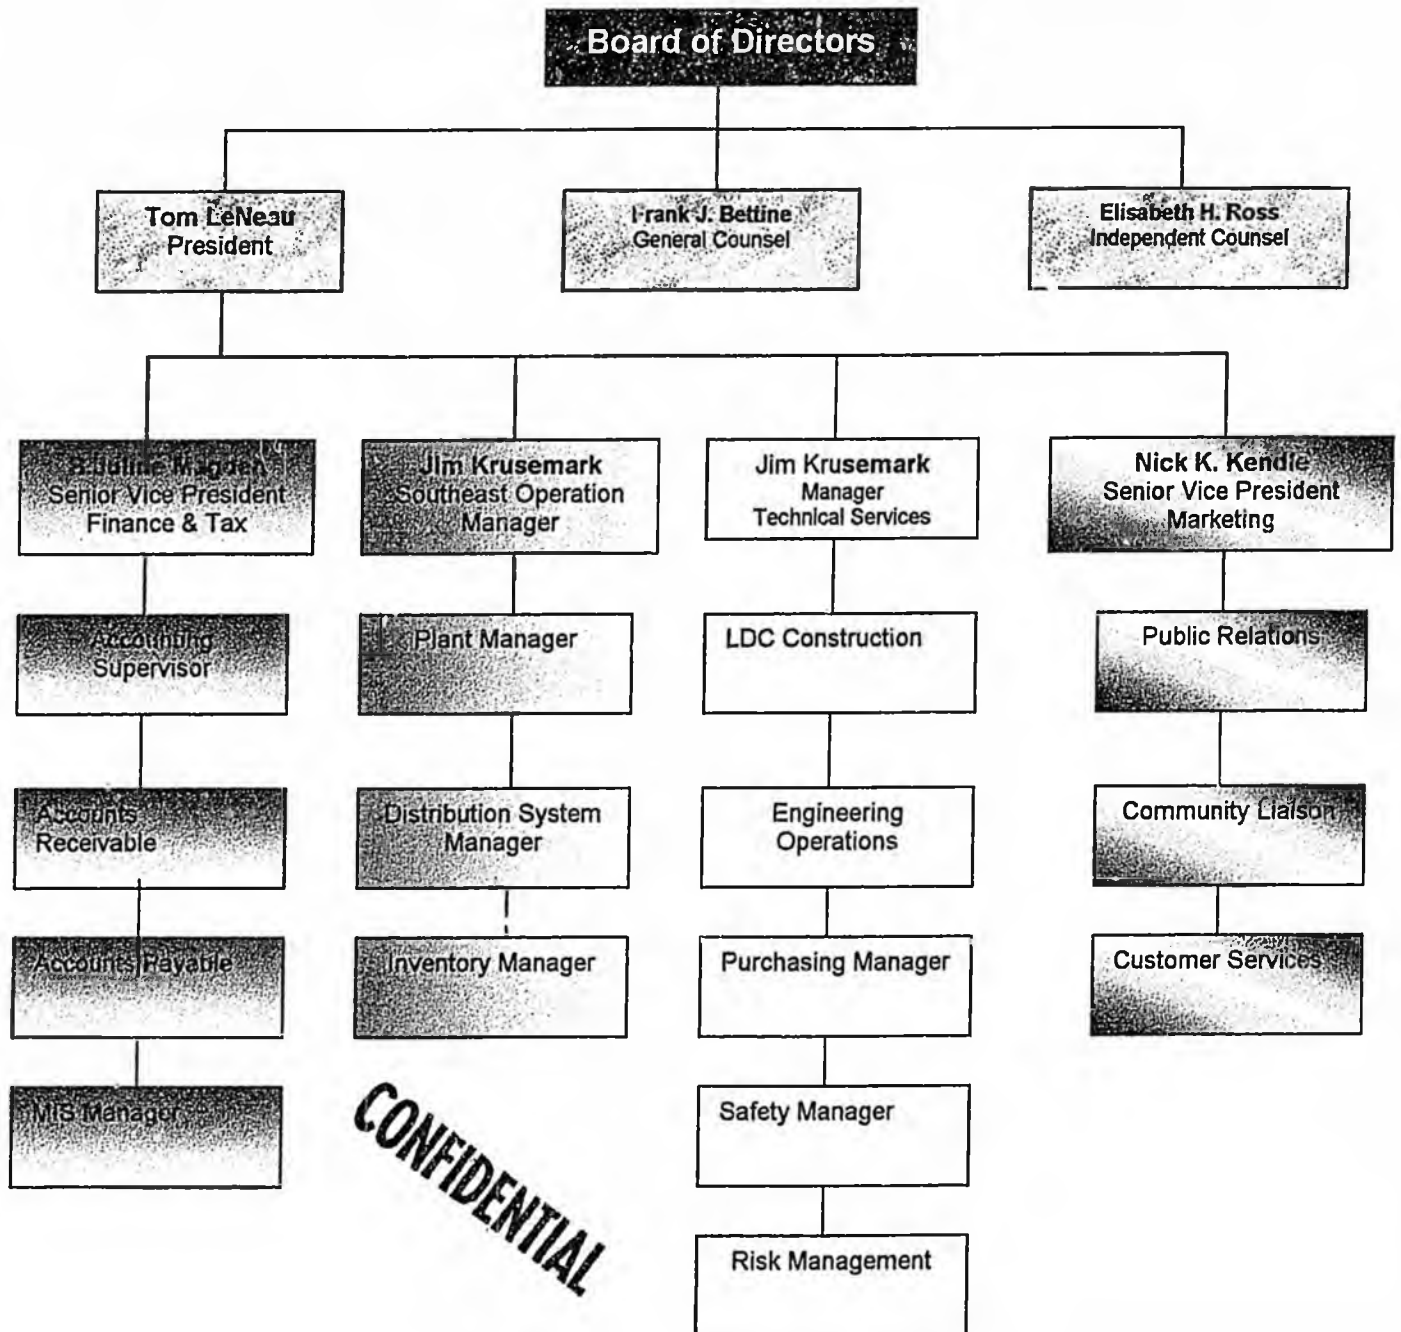 Board of Directors
Tom LeNeau
President
Frank J. Bettine
General Counsel
Elisabeth H. Ross
Independent Counsel
Senior Vice President
Finance & Tax
Jim Krusemark
Southeast Operation
Manager
Jim Krusemark
Manager
Technical Services
Nick K. Kendle
Senior Vice President
Marketing
Accounting
Supervisor
Plant Manager
LDC Construction
Public Relations
Accounts
Receivable
Distribution System
Manager
Engineering
Operations
Community Liaison
Accounts Payable
Inventory Manager
Purchasing Manager
Customer Services
MIS Manager
Safety Manager
Risk Management
CONFIDENTIAL